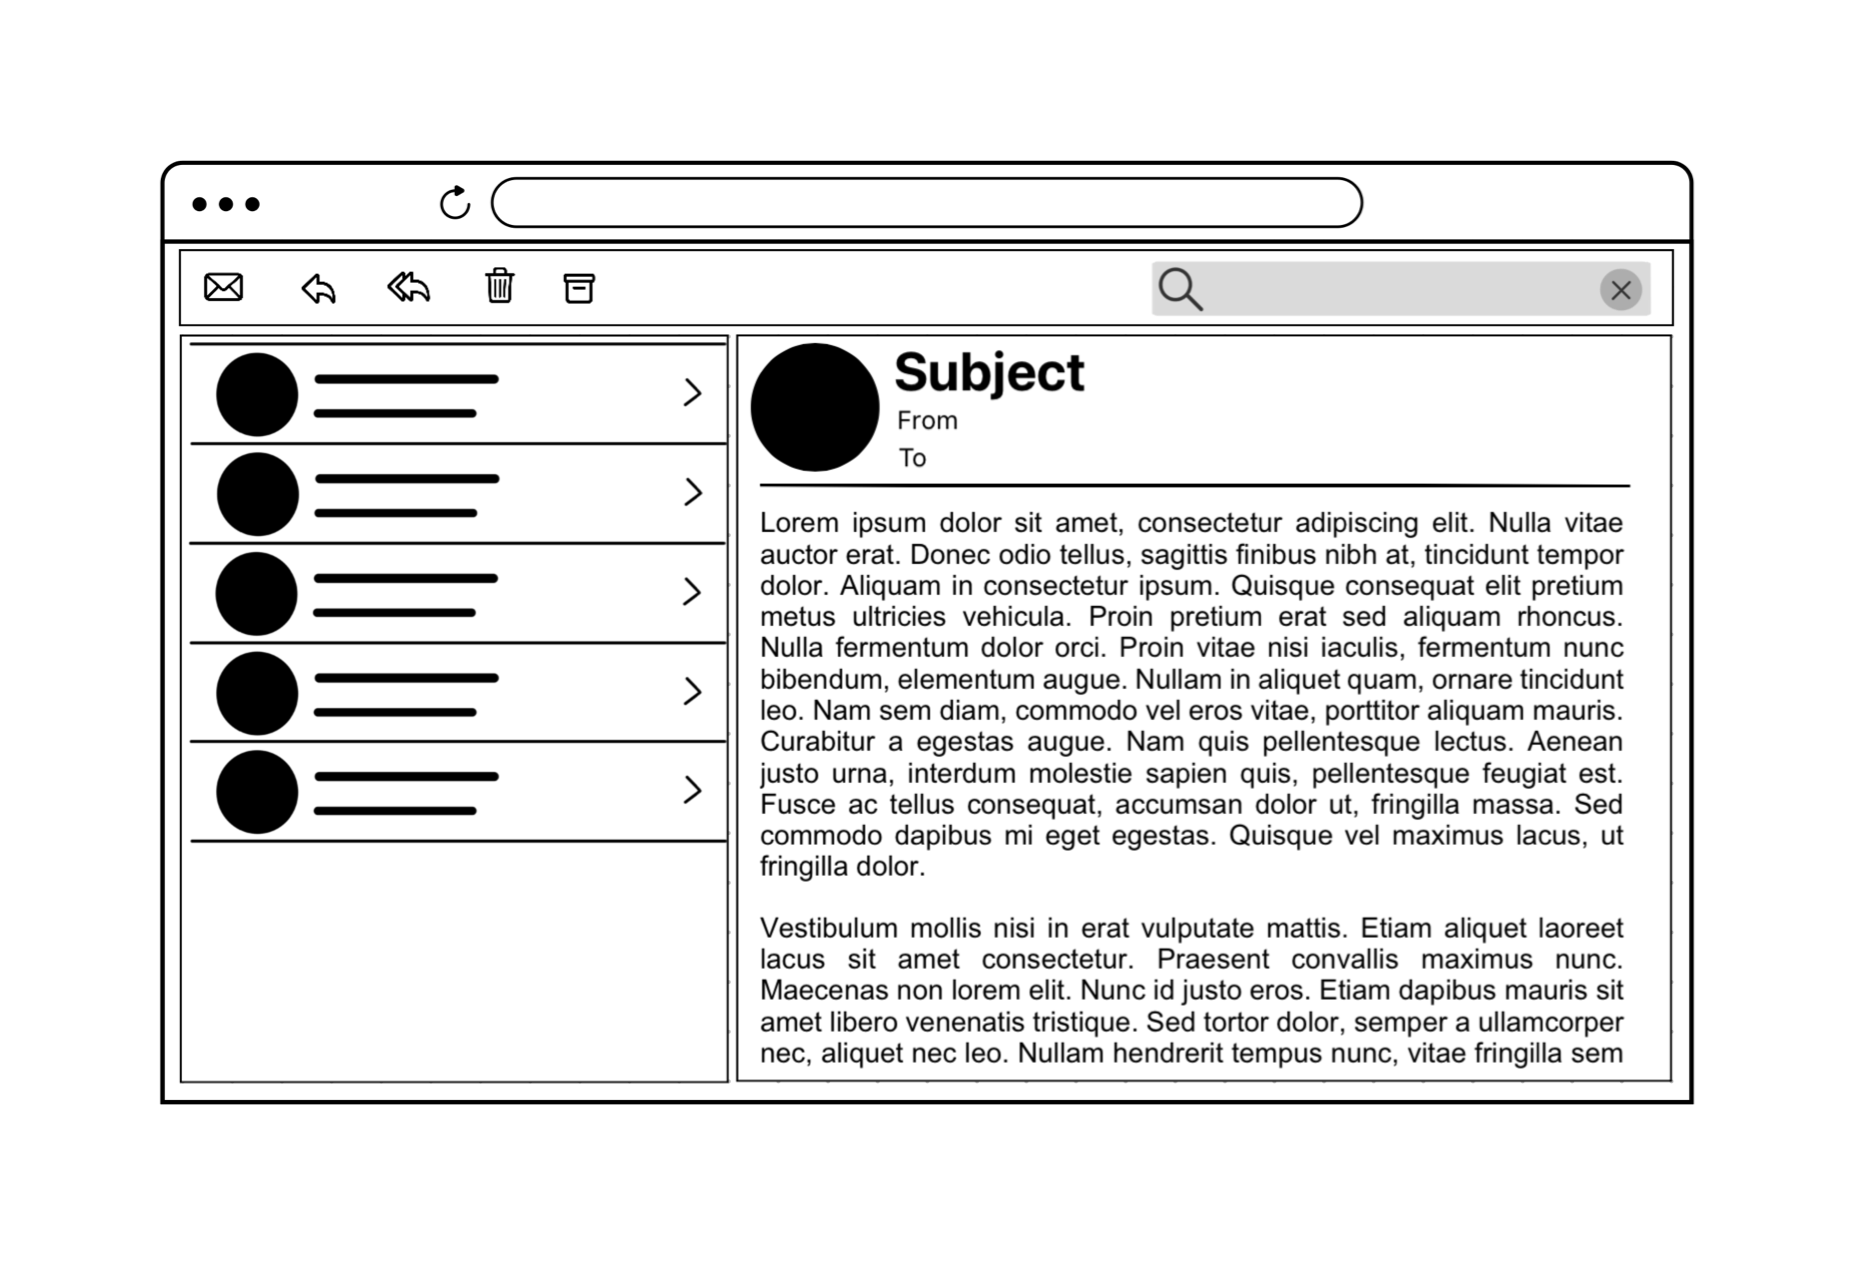 Subject
From
To
Lorem ipsum dolor sit amet, consectetur adipiscing elit. Nulla vitae
auctor erat. Donec odio tellus, sagittis finibus nibh at, tincidunt tempor
dolor. Aliquam in consectetur ipsum. Quisque consequat elit pretium
metus ultricies vehicula. Proin pretium erat sed aliquam rhoncus.
Nulla fermentum dolor orci. Proin vitae nisi iaculis, fermentum nunc
bibendum, elementum augue. Nullam in aliquet quam, ornare tincidunt
leo. Nam sem diam, commodo vel eros vitae, porttitor aliquam mauris.
Curabitur a egestas augue. Nam quis pellentesque lectus. Aenean
justo urna, interdum molestie sapien quis, pellentesque feugiat est.
Fusce ac tellus consequat, accumsan dolor ut, fringilla massa. Sed
commodo dapibus mi eget egestas. Quisque vel maximus lacus, ut
fringilla dolor.
Vestibulum mollis nisi in erat vulputate mattis. Etiam aliquet laoreet
lacus sit amet consectetur. Praesent convallis maximus nunc.
Maecenas non lorem elit. Nunc id justo eros. Etiam dapibus mauris sit
amet libero venenatis tristique. Sed tortor dolor, semper a ullamcorper
nec, aliquet nec leo. Nullam hendrerit tempus nunc, vitae fringilla sem